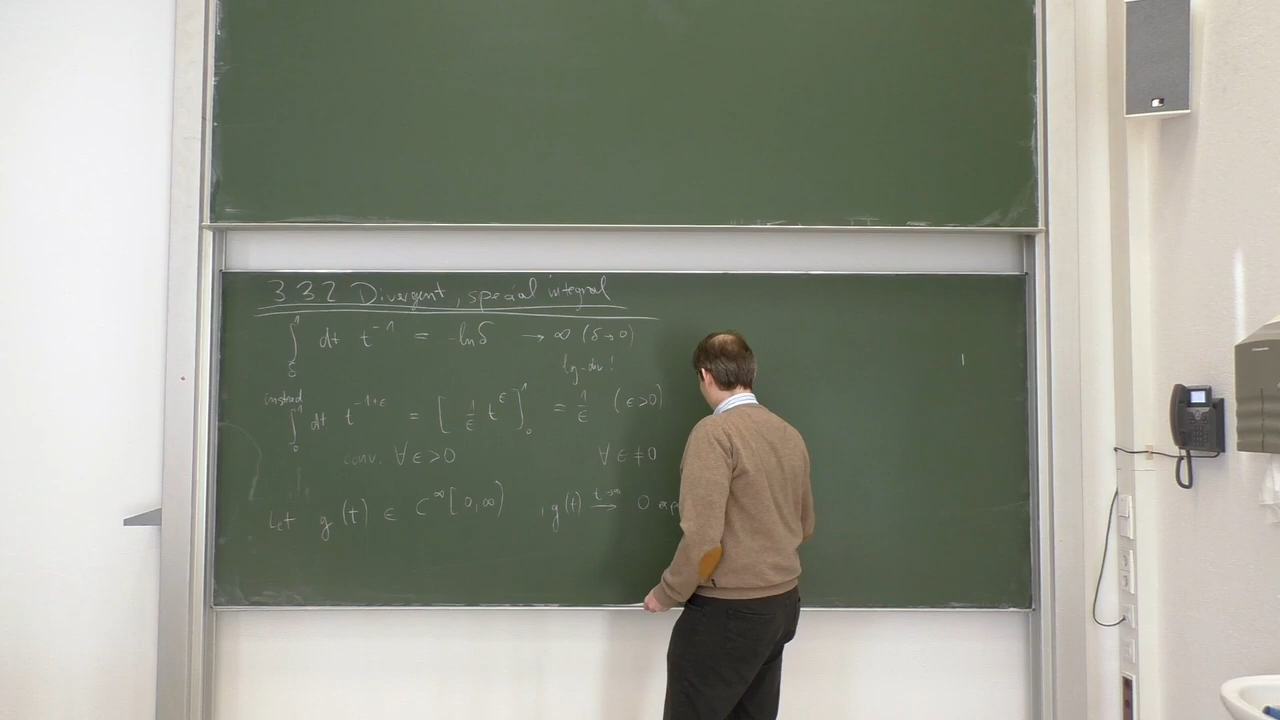 3.3.2 Divergent, special integral
∫_δ^1 dt t^{-1} = -ln δ → ∞ (δ→0)
log-div!
instead
∫_0^1 dt t^{-1+ε} = [1/ε t^ε]_0^1 = 1/ε (ε>0)
conv. ∀ ε>0 ∀ ε≠0
Let g(t) ∈ C^∞[0,∞) , g(t) →^{t→∞} 0